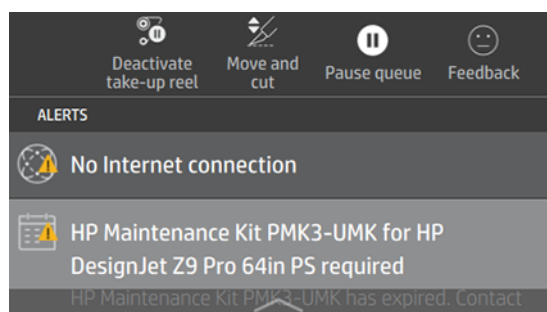 Deactivate take-up reel
Move and cut
Pause queue
Feedback
ALERTS
No Internet connection
HP Maintenance Kit PMK3-UMK for HP
DesignJet Z9 Pro 64in PS required
HP Maintenance Kit PMK3-UMK has expired. Contact